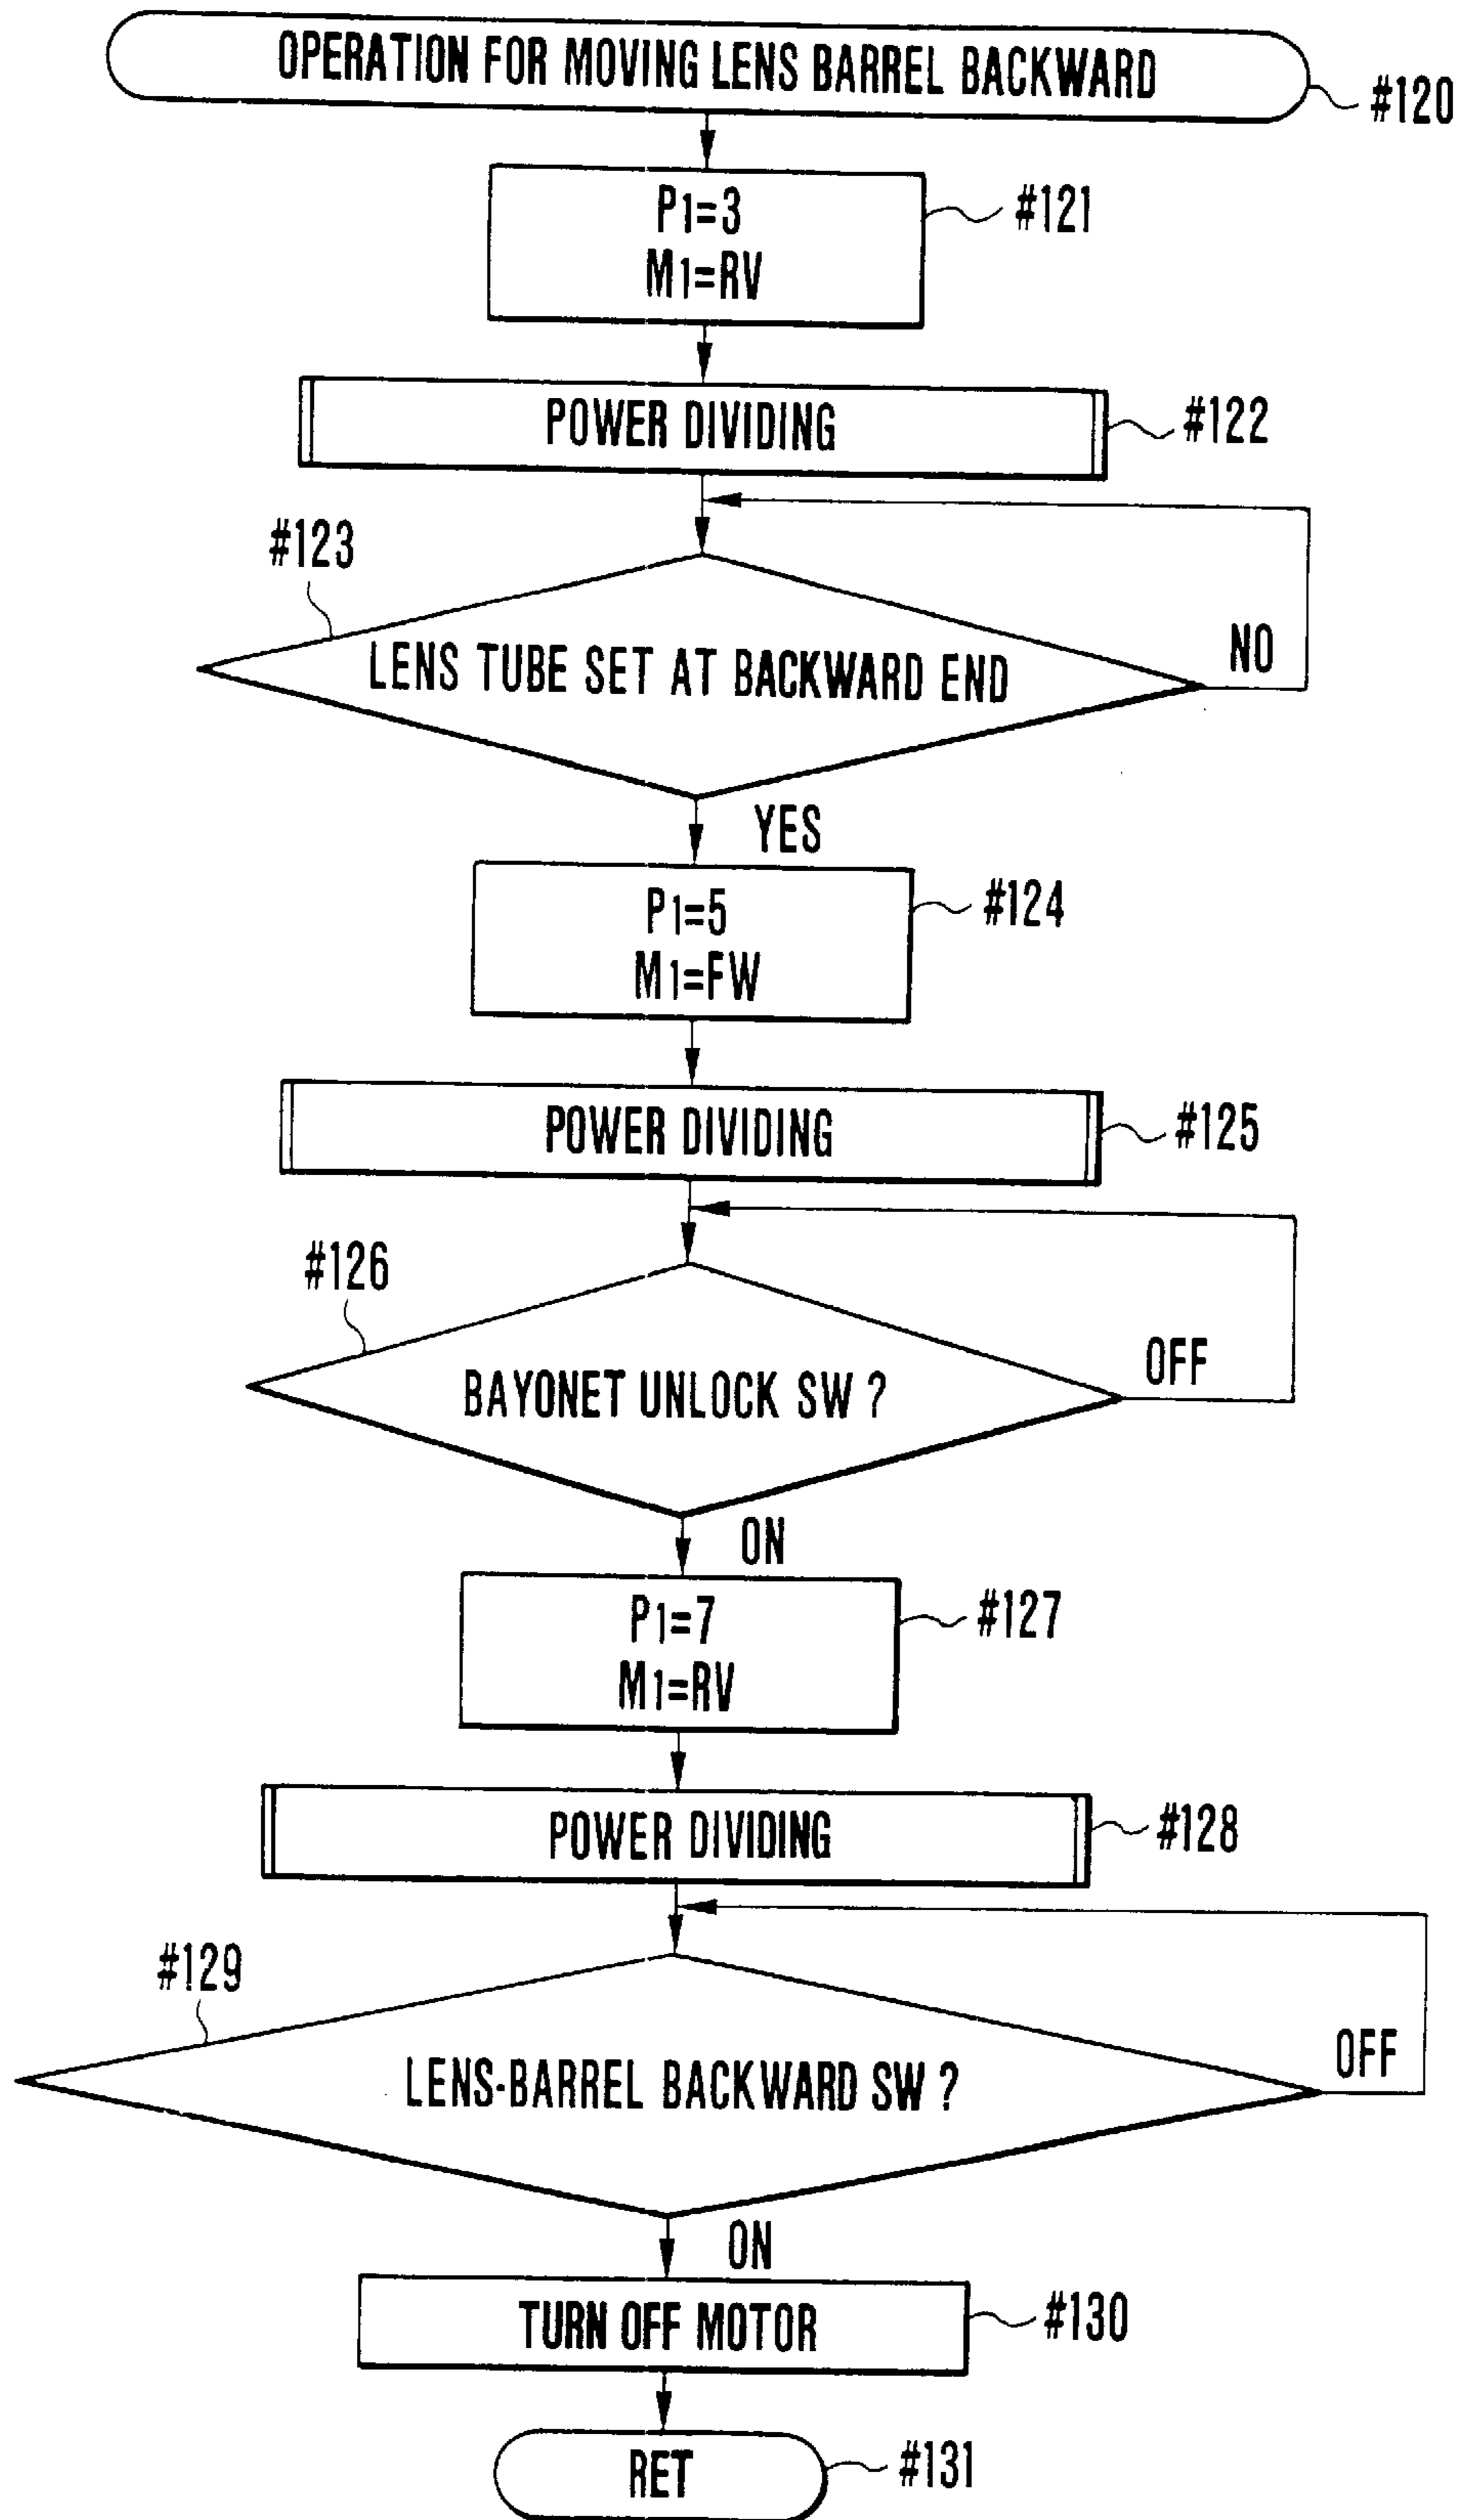 OPERATION FOR MOVING LENS BARREL BACKWARD
#120
P1=3
M1=RV
#121
POWER DIVIDING
#122
#123
LENS TUBE SET AT BACKWARD END
NO
YES
P1=5
M1=FW
#124
POWER DIVIDING
#125
#126
BAYONET UNLOCK SW ?
OFF
ON
P1=7
M1=RV
#127
POWER DIVIDING
#128
#129
LENS-BARREL BACKWARD SW ?
OFF
ON
TURN OFF MOTOR
#130
RET
#131